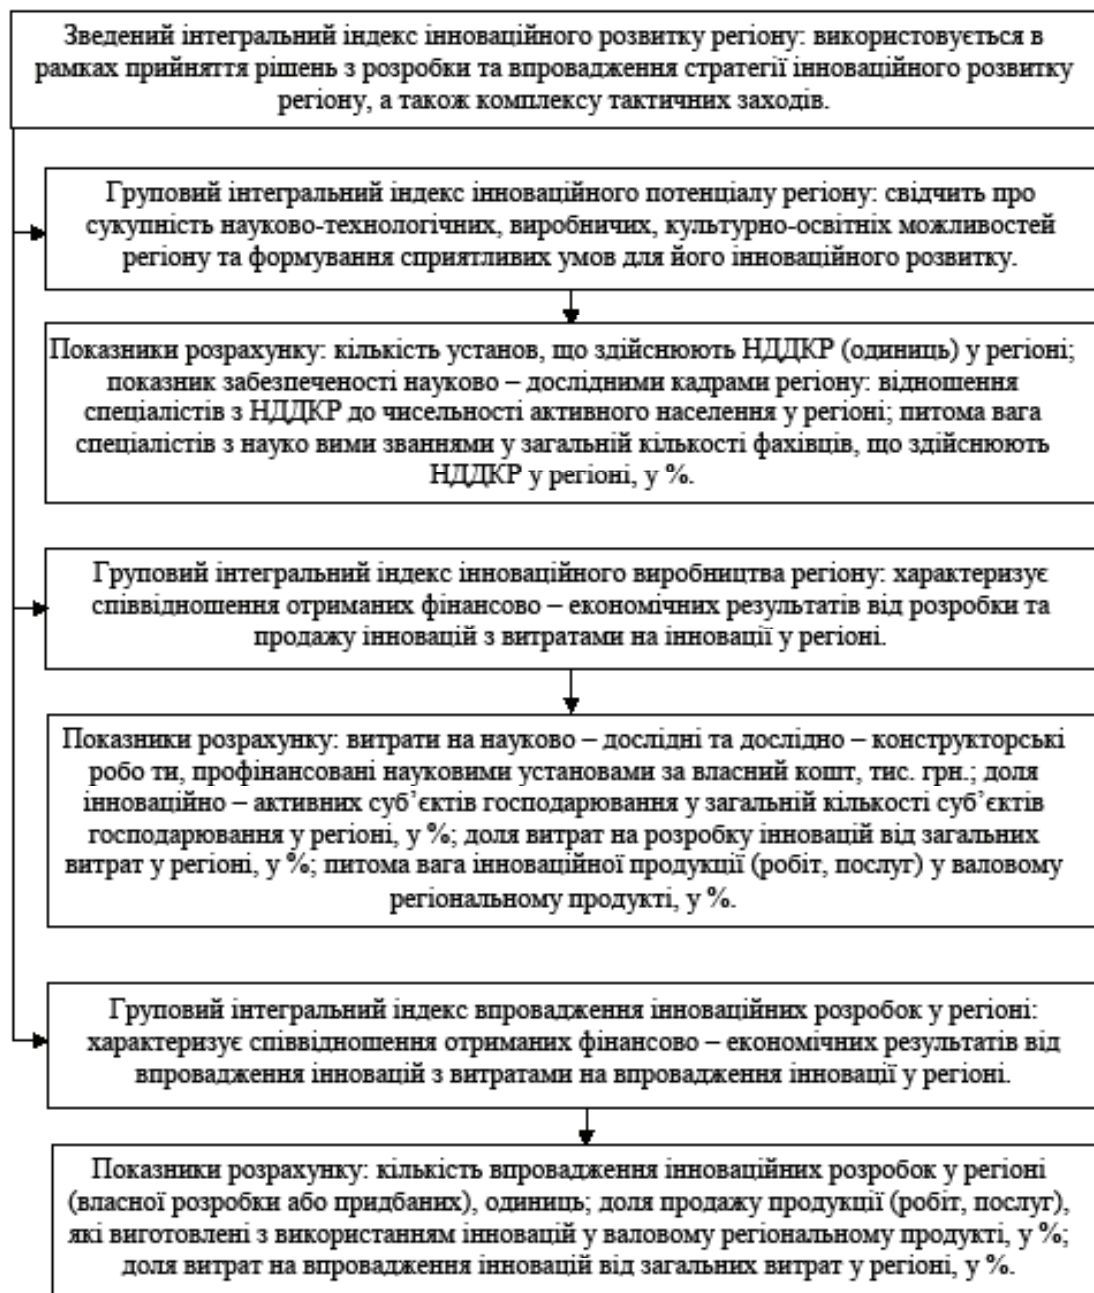 Зведений інтегральний індекс інноваційного розвитку регіону: використовується в
рамках прийняття рішень з розробки та впровадження стратегії інноваційного розвитку
регіону, а також комплексу тактичних заходів.
Груповий інтегральний індекс інноваційного потенціалу регіону: свідчить про
сукупність науково-технологічних, виробничих, культурно-освітніх можливостей
регіону та формування сприятливих умов для його інноваційного розвитку.
Показники розрахунку: кількість установ, що здійснюють НДДКР (одиниць) у регіоні;
показник забезпеченості науково – дослідними кадрами регіону: відношення
спеціалістів з НДДКР до чисельності активного населення у регіоні; питома вага
спеціалістів з науко вими званнями у загальній кількості фахівців, що здійснюють
НДДКР у регіоні, у %.
Груповий інтегральний індекс інноваційного виробництва регіону: характеризує
співвідношення отриманих фінансово – економічних результатів від розробки та
продажу інновацій з витратами на інновації у регіоні.
Показники розрахунку: витрати на науково – дослідні та дослідно – конструкторські
робо ти, профінансовані науковими установами за власний кошт, тис. грн.; доля
інноваційно – активних суб’єктів господарювання у загальній кількості суб’єктів
господарювання у регіоні, у %; доля витрат на розробку інновацій від загальних
витрат у регіоні, у %; питома вага інноваційної продукції (робіт, послуг) у валовому
регіональному продукті, у %.
Груповий інтегральний індекс впровадження інноваційних розробок у регіоні:
характеризує співвідношення отриманих фінансово – економічних результатів від
впровадження інновацій з витратами на впровадження інновації у регіоні.
Показники розрахунку: кількість впровадження інноваційних розробок у регіоні
(власної розробки або придбаних), одиниць; доля продажу продукції (робіт, послуг),
які виготовлені з використанням інновацій у валовому регіональному продукті, у %;
доля витрат на впровадження інновацій від загальних витрат у регіоні, у %.